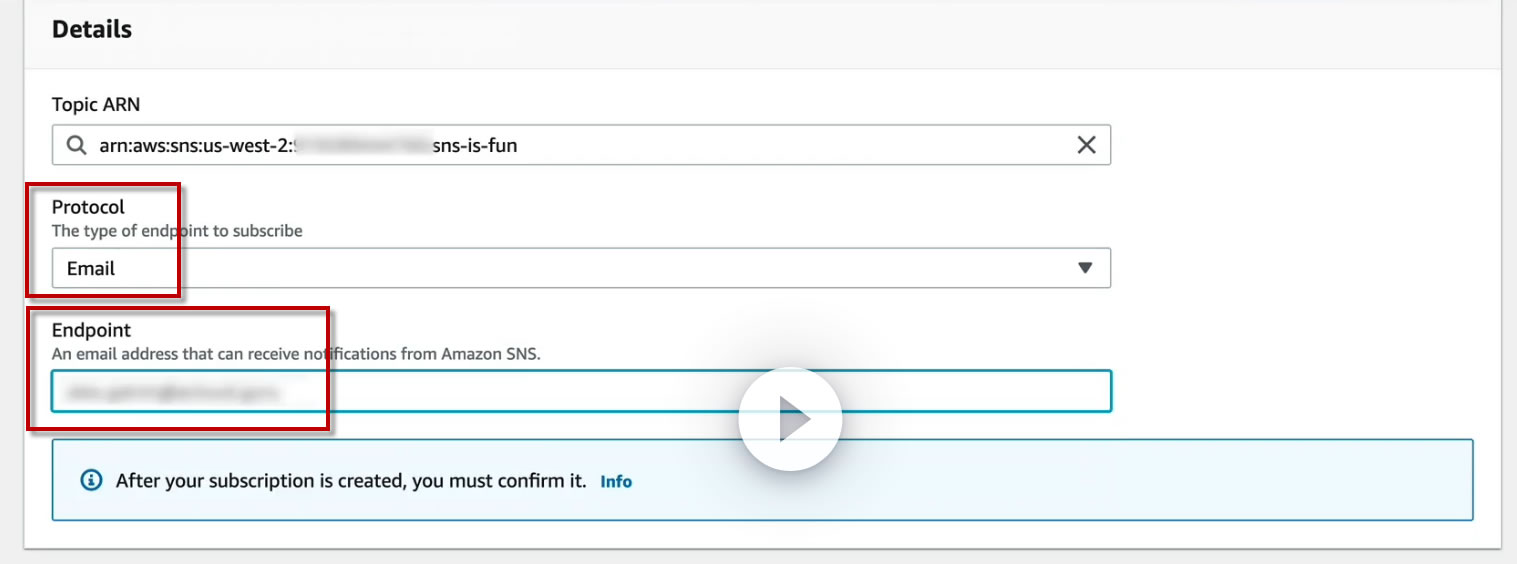 Details
Topic ARN
arn:aws:sns:us-west-2: sns-is-fun
Protocol
The type of endpoint to subscribe
Email
Endpoint
An email address that can receive notifications from Amazon SNS.
After your subscription is created, you must confirm it. Info